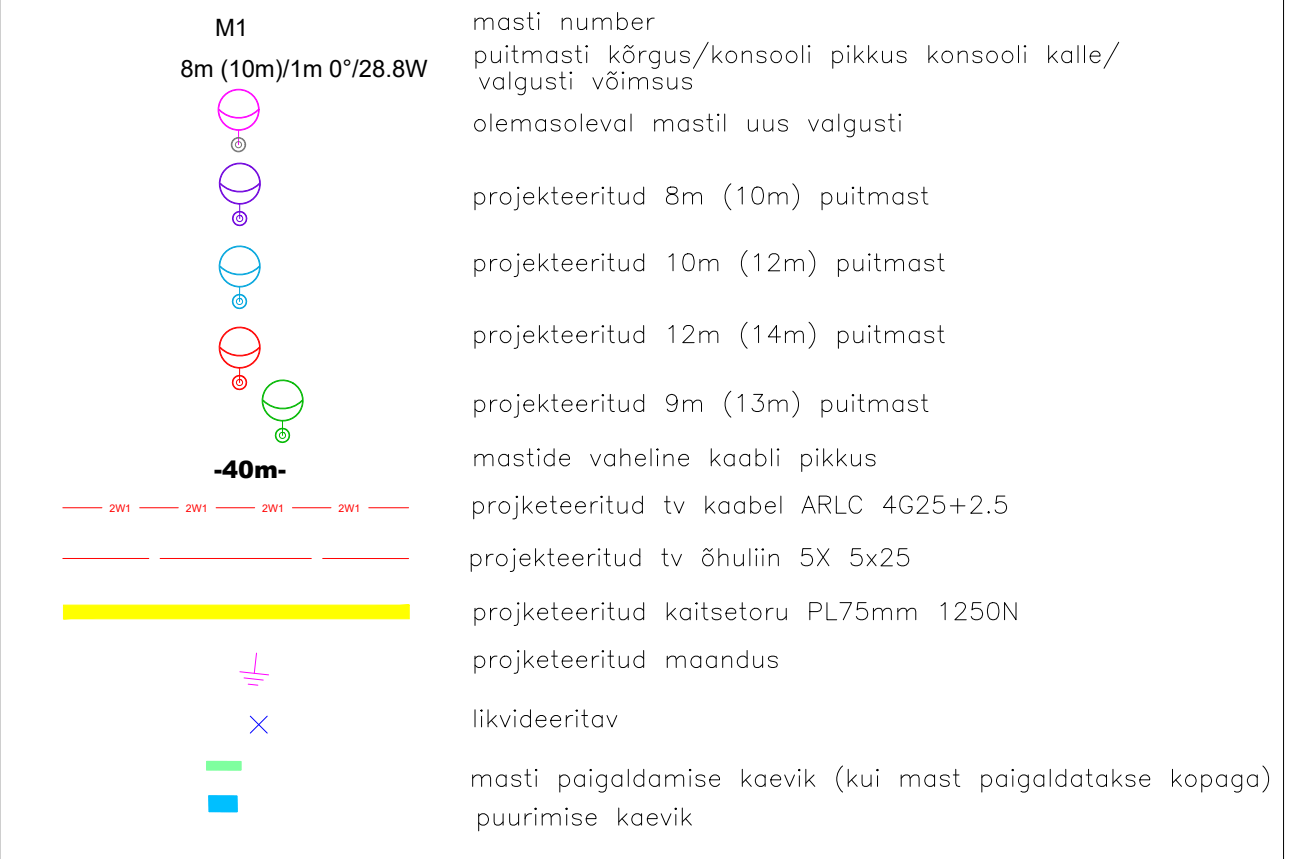 M1
masti number
8m (10m)/1m 0°/28.8W
puitmasti kõrgus/konsooli pikkus konsooli kalle/
valgusti võimsus
olemasoleval mastil uus valgusti
projekteeritud 8m (10m) puitmast
projekteeritud 10m (12m) puitmast
projekteeritud 12m (14m) puitmast
projekteeritud 9m (13m) puitmast
-40m-
mastide vaheline kaabli pikkus
2W1 2W1 2W1 2W1
projketeeritud tv kaabel ARLC 4G25+2.5
projekteeritud tv õhuliin 5X 5x25
projketeeritud kaitsetoru PL75mm 1250N
projketeeritud maandus
likvideeritav
masti paigaldamise kaevik (kui mast paigaldatakse kopaga)
puurimise kaevik